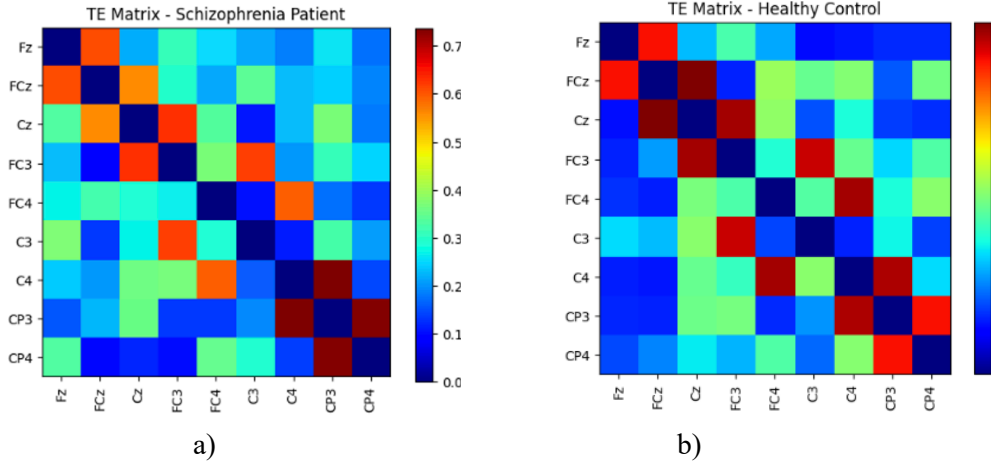 TE Matrix - Schizophrenia Patient
Fz
FCz
Cz
FC3
FC4
C3
C4
CP3
CP4
Fz FCz Cz FC3 FC4 C3 C4 CP3 CP4
0.7
0.6
0.5
0.4
0.3
0.2
0.1
0.0
a)
TE Matrix - Healthy Control
Fz
FCz
Cz
FC3
FC4
C3
C4
CP3
CP4
Fz FCz Cz FC3 FC4 C3 C4 CP3 CP4
b)